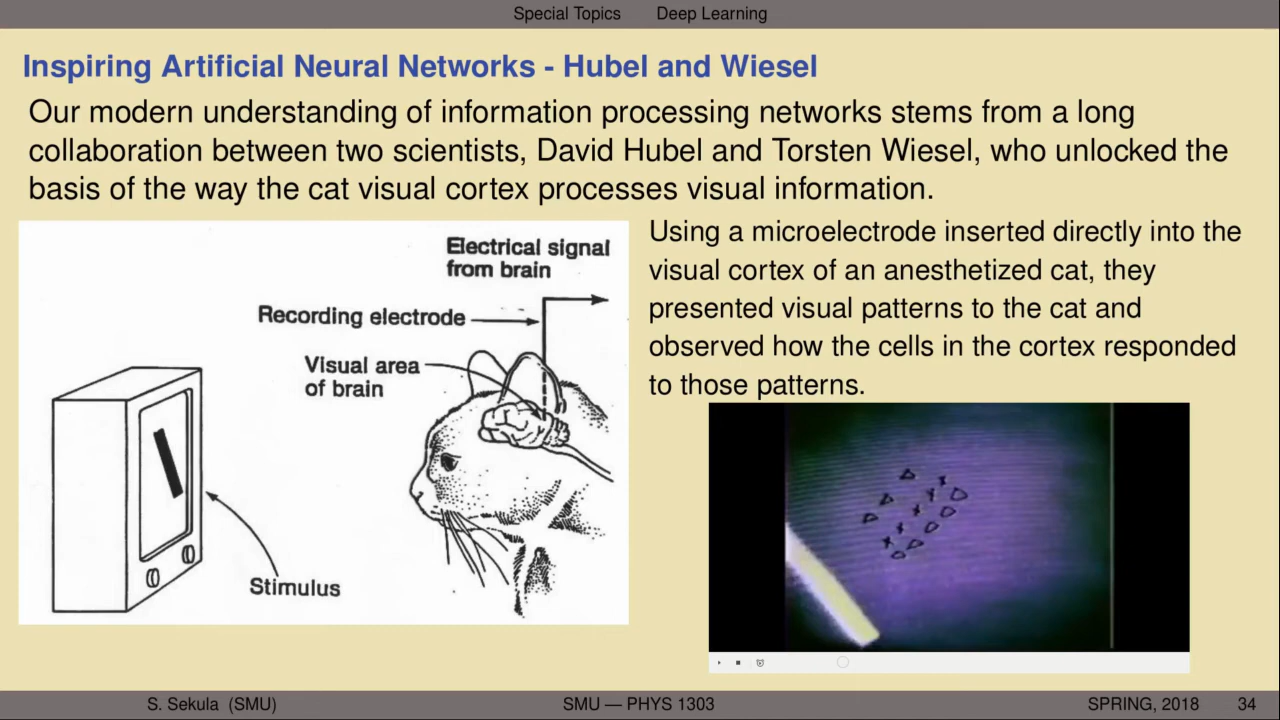 Special Topics Deep Learning
Inspiring Artificial Neural Networks - Hubel and Wiesel
Our modern understanding of information processing networks stems from a long
collaboration between two scientists, David Hubel and Torsten Wiesel, who unlocked the
basis of the way the cat visual cortex processes visual information.
Electrical signal
from brain
Recording electrode
Visual area
of brain
Stimulus
Using a microelectrode inserted directly into the
visual cortex of an anesthetized cat, they
presented visual patterns to the cat and
observed how the cells in the cortex responded
to those patterns.
S. Sekula (SMU) SMU — PHYS 1303 SPRING, 2018 34